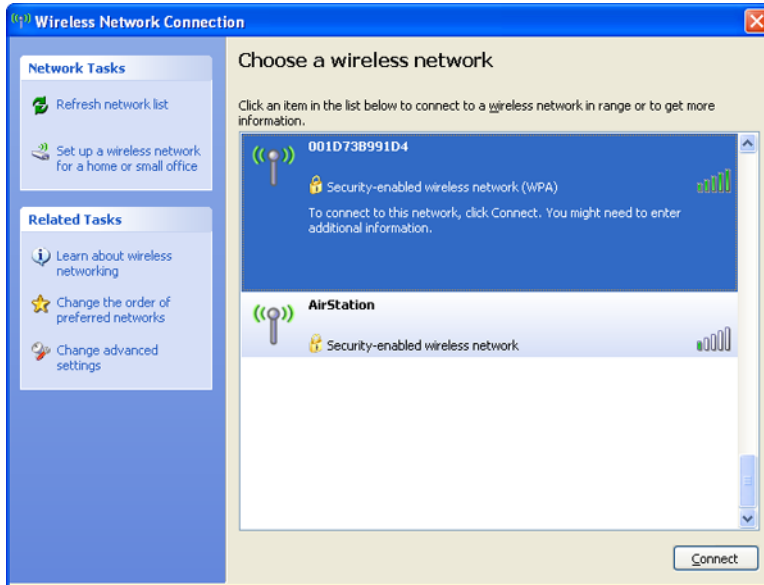 Wireless Network Connection
Network Tasks
Refresh network list
Set up a wireless network
for a home or small office
Related Tasks
Learn about wireless
networking
Change the order of
preferred networks
Change advanced
settings
Choose a wireless network
Click an item in the list below to connect to a wireless network in range or to get more
information.
001D73B991D4
Security-enabled wireless network (WPA)
To connect to this network, click Connect. You might need to enter
additional information.
AirStation
Security-enabled wireless network
Connect